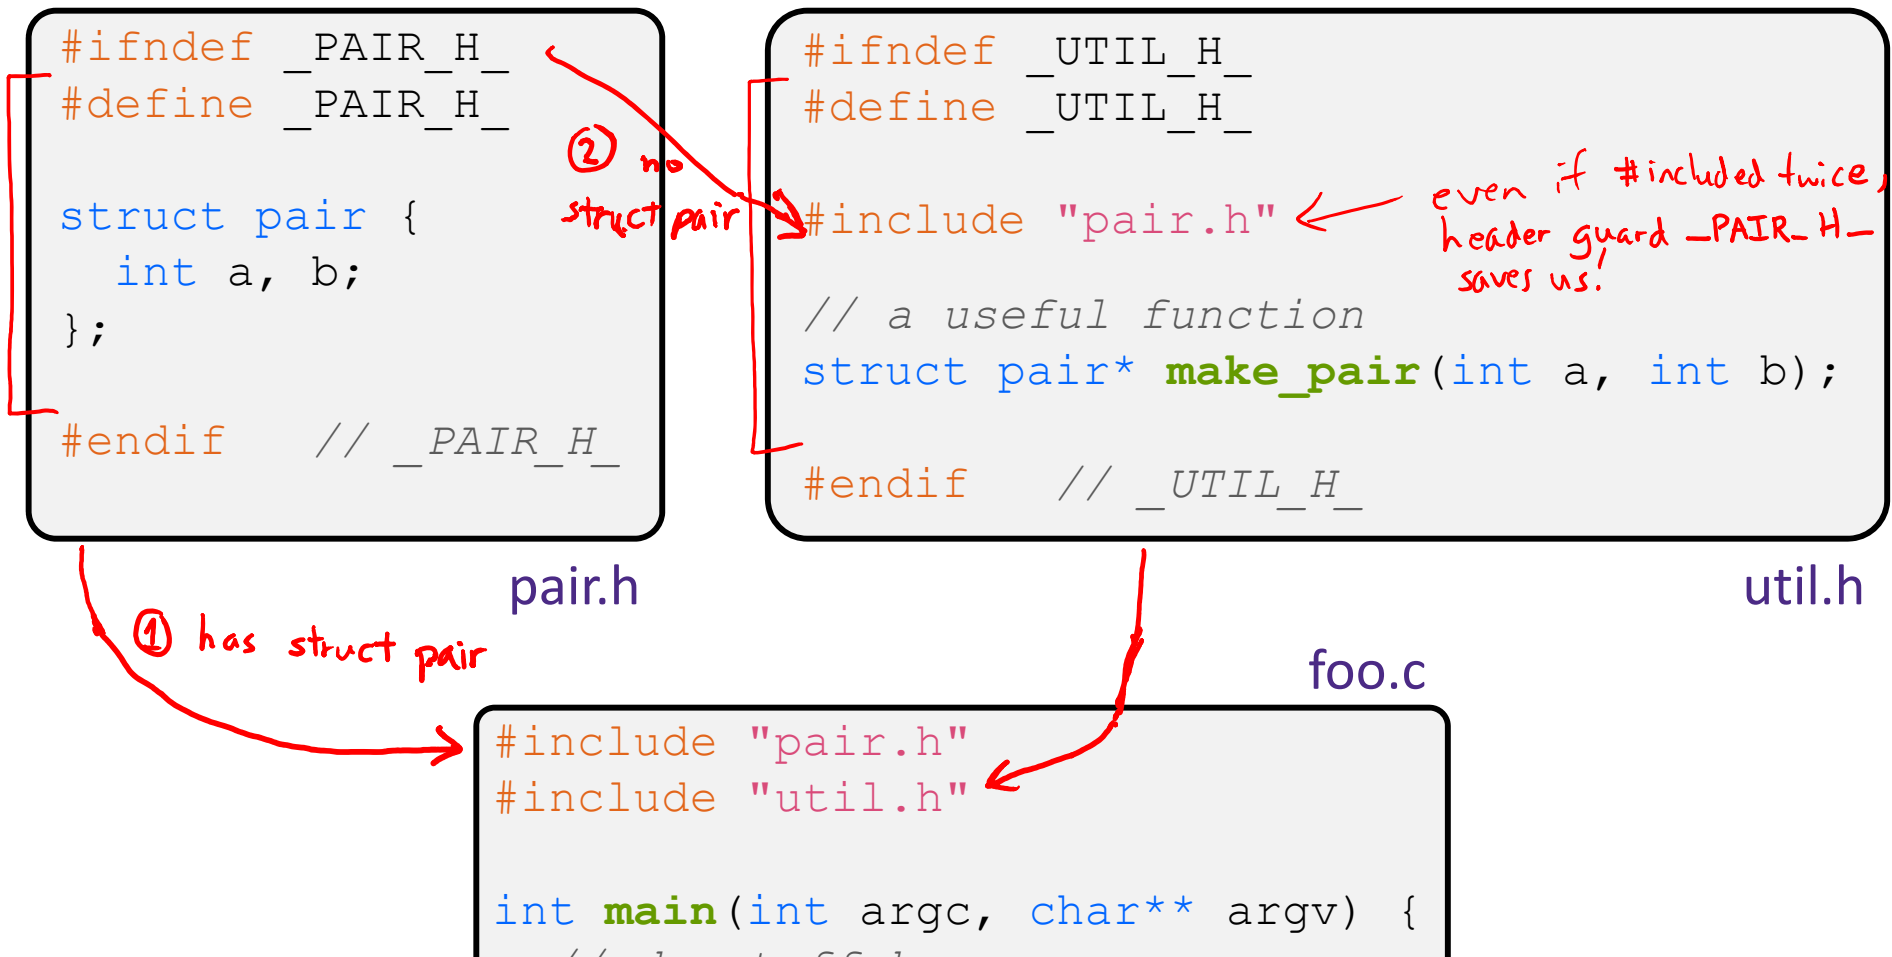 #ifndef _PAIR_H_
#define _PAIR_H_
struct pair {
  int a, b;
};
#endif   // _PAIR_H_
pair.h
② no
struct pair
#ifndef _UTIL_H_
#define _UTIL_H_
#include "pair.h"
// a useful function
struct pair* make_pair(int a, int b);
#endif   // _UTIL_H_
even if #included twice,
header guard _PAIR_H_
saves us!
util.h
① has struct pair
foo.c
#include "pair.h"
#include "util.h"
int main(int argc, char** argv) {